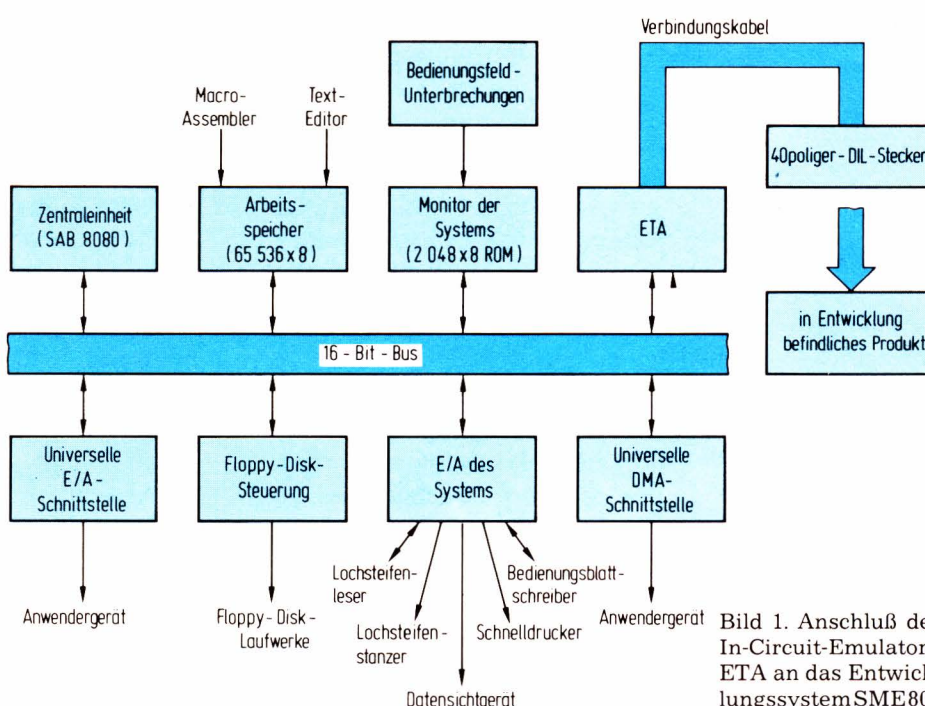 Verbindungskabel
Bedienungsfeld-
Unterbrechungen
Macro-
Assembler
Text-
Editor
40poliger-DIL-Stecker
Zentraleinheit
(SAB 8080)
Arbeits-
speicher
(65 536 x 8)
Monitor der
Systems
(2 048 x 8 ROM)
ETA
in Entwicklung
befindliches Produkt
16 - Bit - Bus
Universelle
E/A-
Schnittstelle
Floppy-Disk-
Steuerung
E/A des
Systems
Universelle
DMA-
Schnittstelle
Anwendergerät
Floppy-Disk-
Laufwerke
Lochsteifen-
leser
Lochsteifen-
stanzer
Datensichtgerät
Schnelldrucker
Bedienungsblatt-
schreiber
Anwendergerät
Bild 1. Anschluß de
In-Circuit-Emulator
ETA an das Entwick
lungssystem SME 80